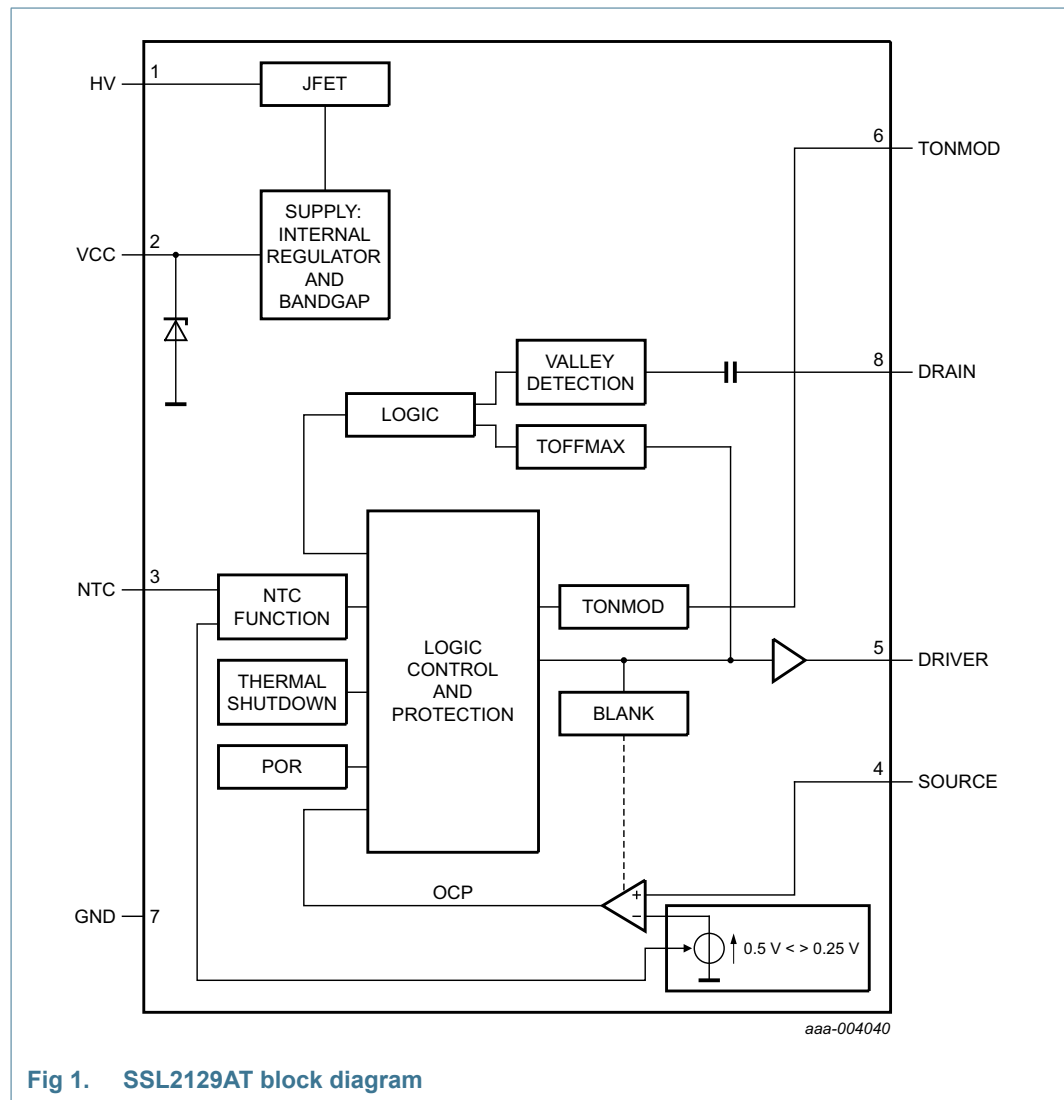 HV
1
JFET
6
TONMOD
SUPPLY:
INTERNAL
REGULATOR
AND
BANDGAP
VCC
2
VALLEY
DETECTION
8
DRAIN
LOGIC
TOFFMAX
NTC
3
NTC
FUNCTION
TONMOD
LOGIC
CONTROL
AND
PROTECTION
5
DRIVER
THERMAL
SHUTDOWN
BLANK
POR
4
SOURCE
OCP
+
−
GND
7
0.5 V < > 0.25 V
aaa-004040
Fig 1. SSL2129AT block diagram